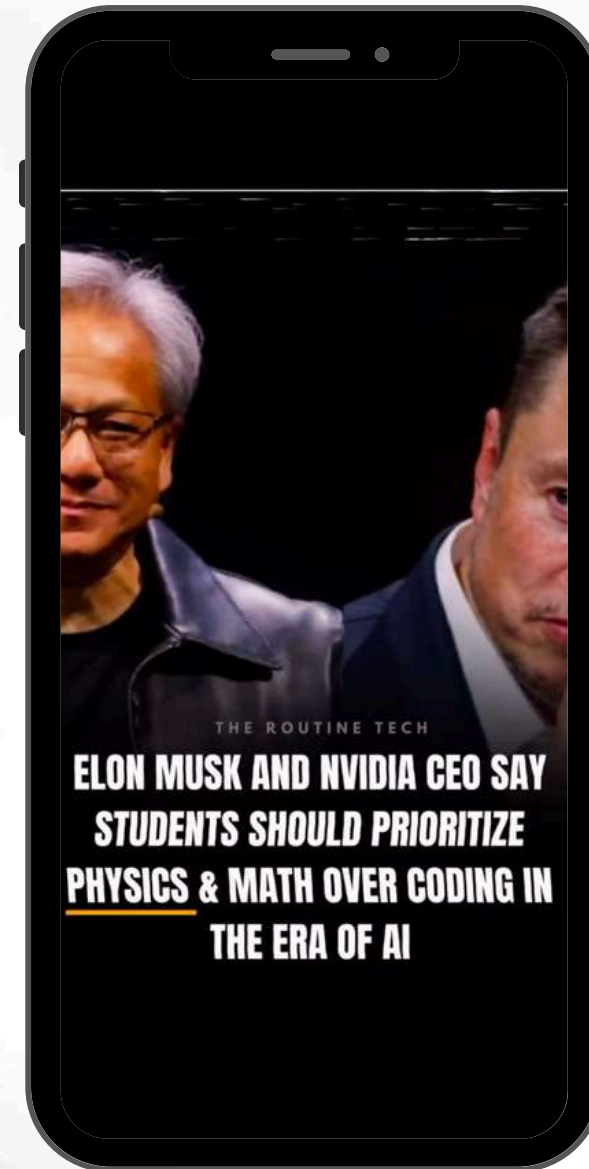 THE ROUTINE TECH
ELON MUSK AND NVIDIA CEO SAY
STUDENTS SHOULD PRIORITIZE
PHYSICS & MATH OVER CODING IN
THE ERA OF AI